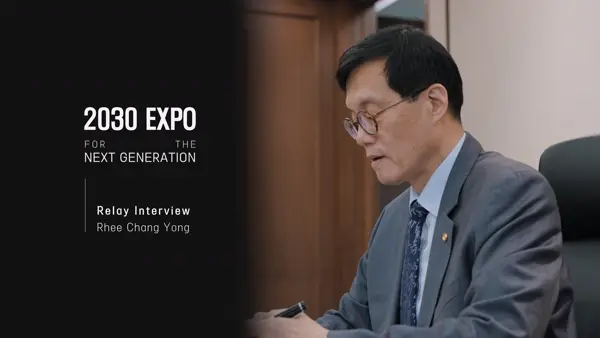 2030 EXPO
FOR THE
NEXT GENERATION
Relay Interview
Rhee Chang Yong